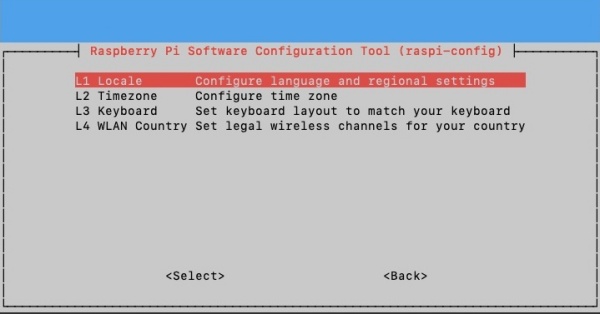 Raspberry Pi Software Configuration Tool (raspi-config)
L1 Locale Configure language and regional settings
L2 Timezone Configure time zone
L3 Keyboard Set keyboard layout to match your keyboard
L4 WLAN Country Set legal wireless channels for your country
<Select> <Back>